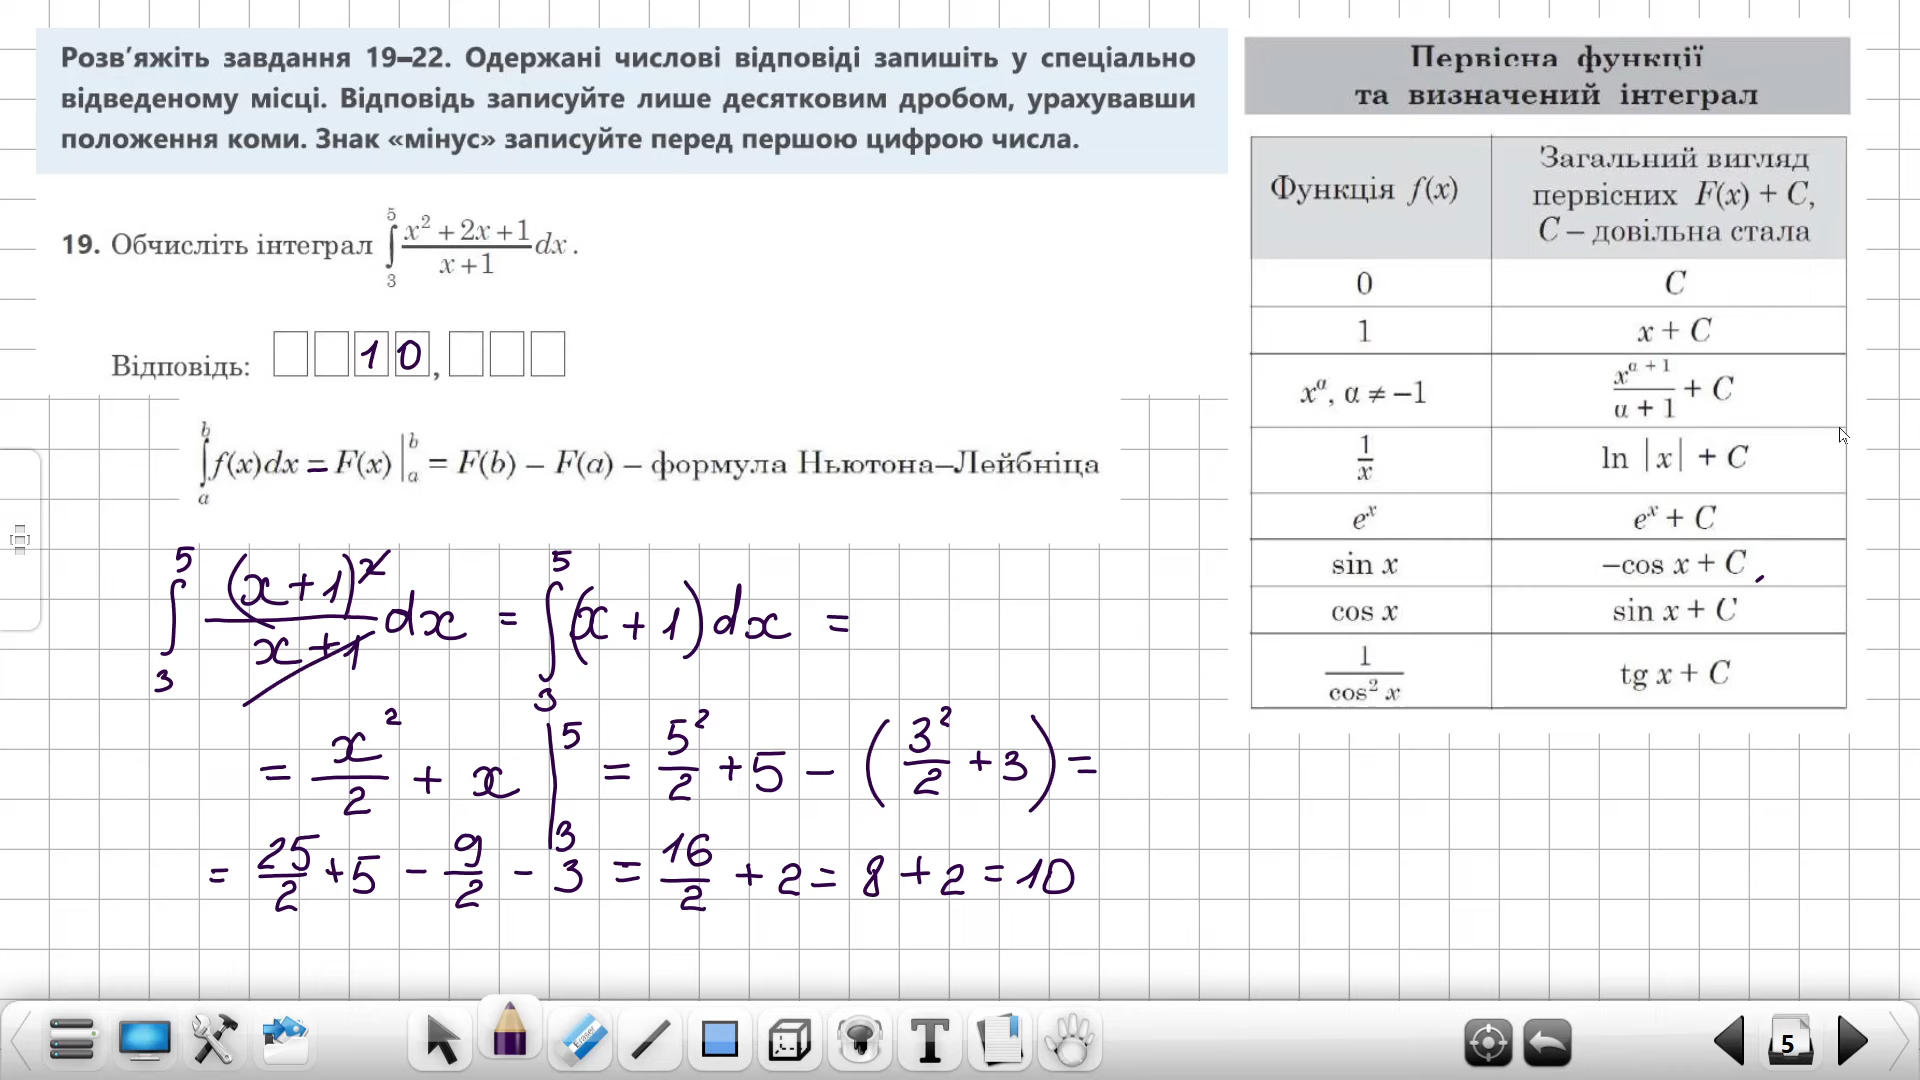 Розв’яжіть завдання 19–22. Одержані числові відповіді запишіть у спеціально
відведеному місці. Відповідь записуйте лише десятковим дробом, урахувавши
положення коми. Знак «мінус» записуйте перед першою цифрою числа.
19. Обчисліть інтеграл ∫₃⁵ (x² + 2x + 1)/(x + 1) dx .
Відповідь: 1 0 ,
∫ₐᵇ f(x)dx = F(x) |ₐᵇ = F(b) – F(a) – формула Ньютона–Лейбніца
∫₃⁵ (x+1)²/(x+1) dx = ∫₃⁵ (x+1) dx =
= x²/2 + x |₃⁵ = 5²/2 + 5 – (3²/2 + 3) =
= 25/2 + 5 – 9/2 – 3 = 16/2 + 2 = 8 + 2 = 10
Первісна функції
та визначений інтеграл
Функція f(x)
Загальний вигляд
первісних F(x) + C,
C – довільна стала
0 C
1 x + C
xᵅ, α ≠ –1 xᵅ⁺¹/(α + 1) + C
1/x ln |x| + C
eˣ eˣ + C
sin x –cos x + C
cos x sin x + C
1/cos² x tg x + C
Eraser
T
5